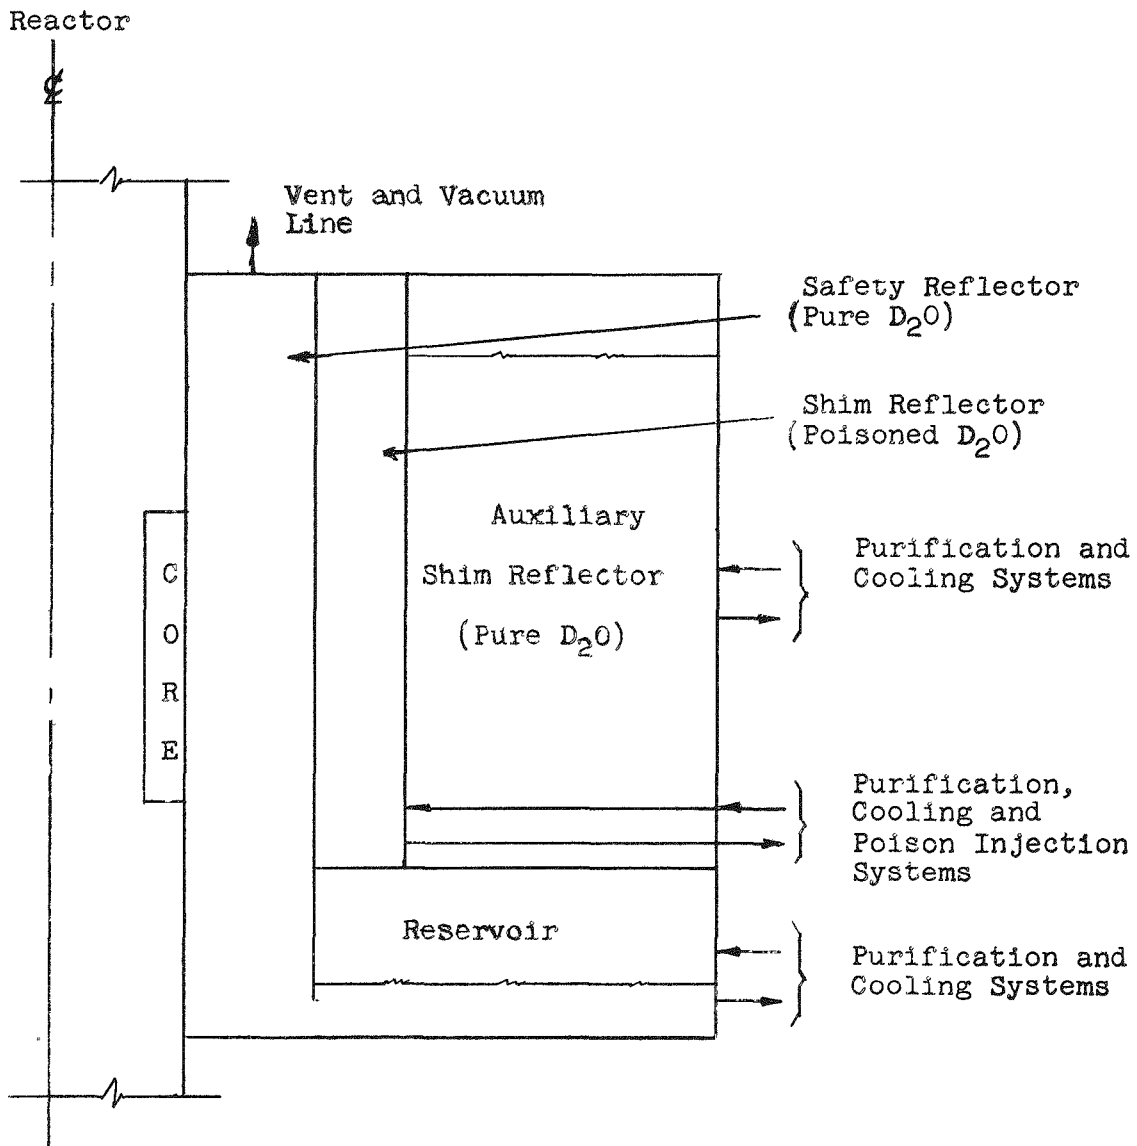 Reactor
℄
Vent and Vacuum
Line
Safety Reflector
(Pure D₂O)
Shim Reflector
(Poisoned D₂O)
Auxiliary
Shim Reflector
(Pure D₂O)
Purification and
Cooling Systems
C
O
R
E
Purification,
Cooling and
Poison Injection
Systems
Reservoir
Purification and
Cooling Systems